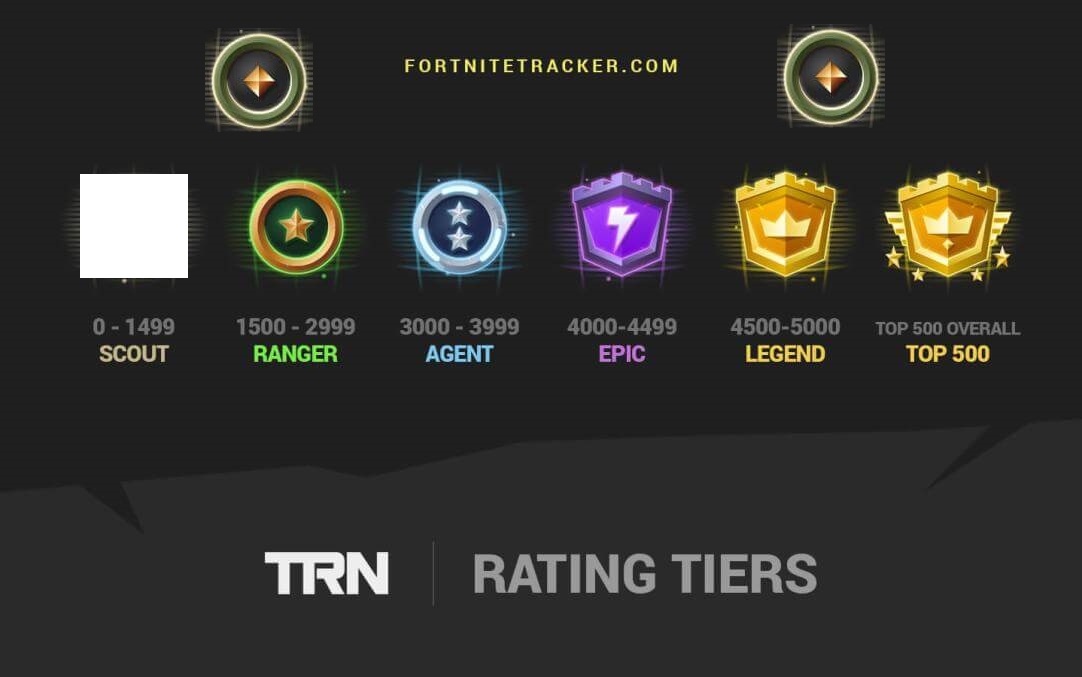 FORTNITETRACKER.COM
0 - 1499 1500 - 2999 3000 - 3999 4000-4499 4500-5000 TOP 500 OVERALL
SCOUT RANGER AGENT EPIC LEGEND TOP 500
TRN RATING TIERS